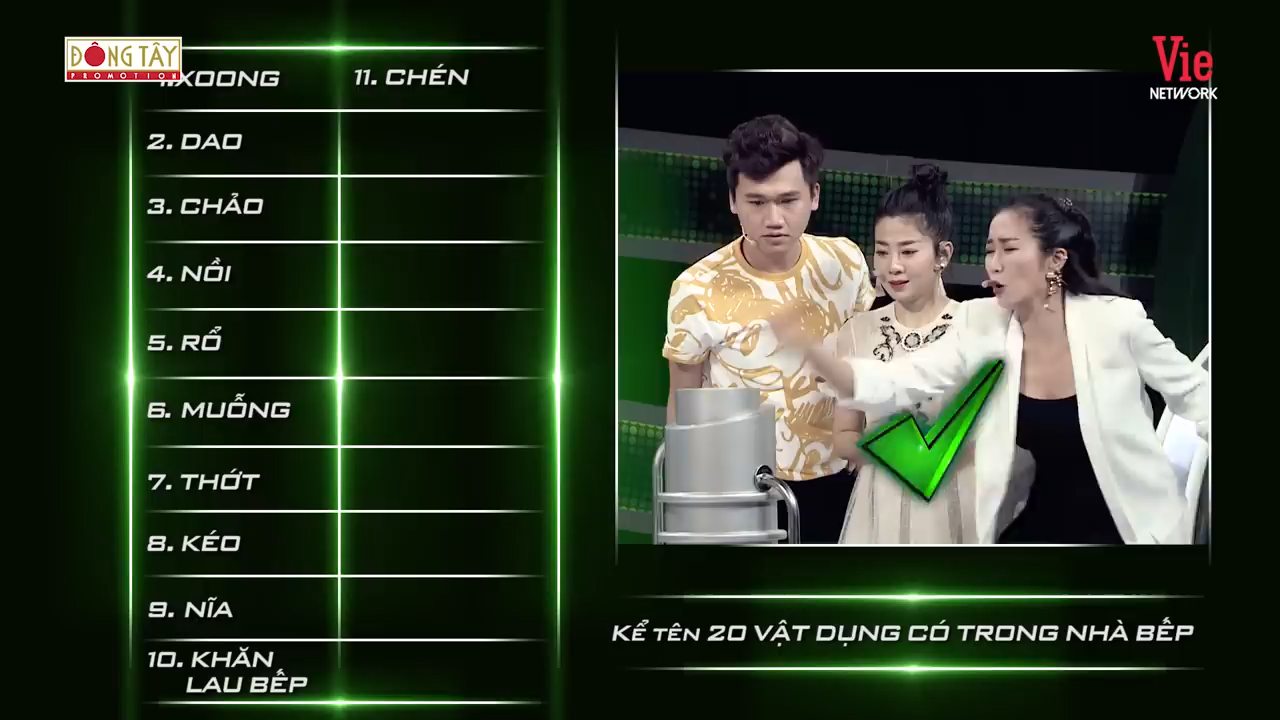 ĐÔNG TÂY
PROMOTION
Vie
NETWORK
1. XOONG
2. DAO
3. CHẢO
4. NỒI
5. RỔ
6. MUỖNG
7. THỚT
8. KÉO
9. NĨA
10. KHĂN
LAU BẾP
11. CHÉN
KỂ TÊN 20 VẬT DỤNG CÓ TRONG NHÀ BẾP